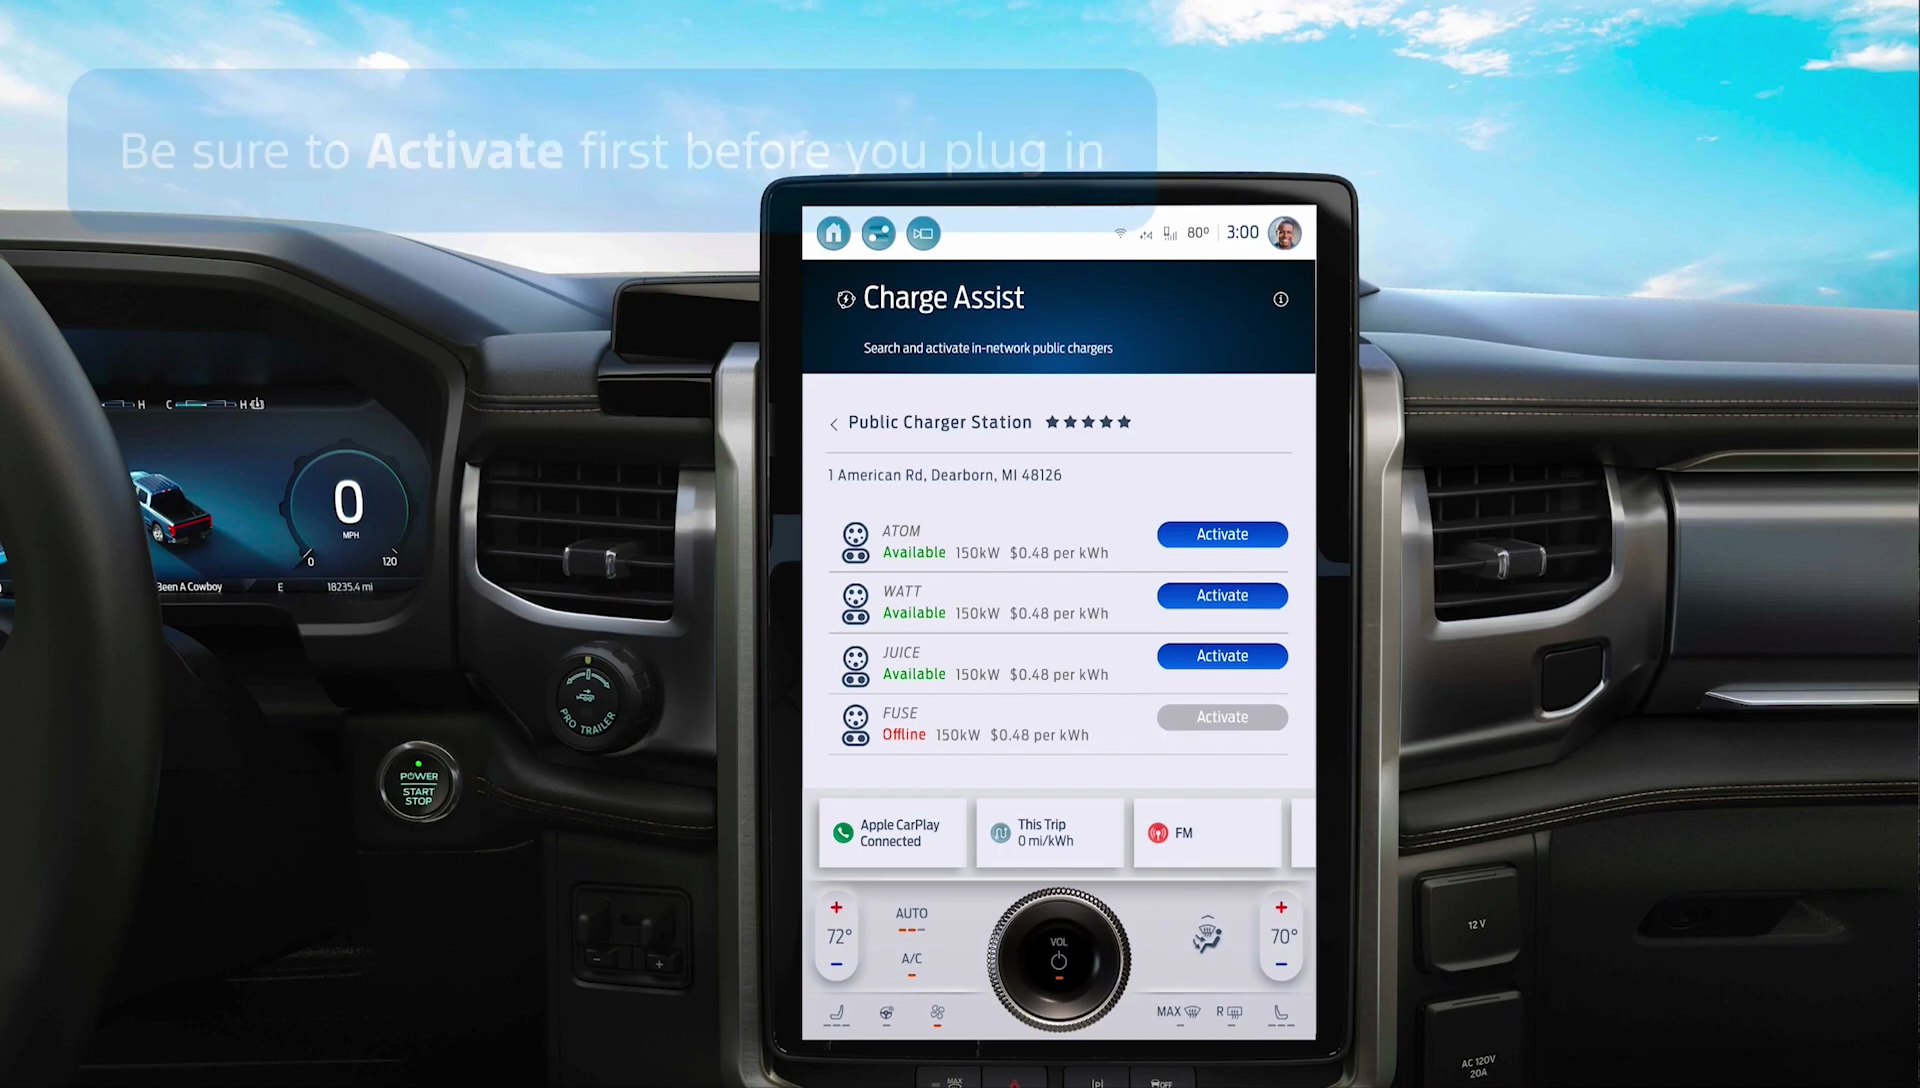 Be sure to Activate first before you plug in
80° 3:00
Charge Assist
Search and activate in-network public chargers
Public Charger Station
1 American Rd, Dearborn, MI 48126
ATOM
Available 150kW $0.48 per kWh
Activate
WATT
Available 150kW $0.48 per kWh
Activate
JUICE
Available 150kW $0.48 per kWh
Activate
FUSE
Offline 150kW $0.48 per kWh
Activate
Apple CarPlay
Connected
This Trip
0 mi/kWh
FM
72°
AUTO
A/C
VOL
70°
MAX
R
H C H
0
MPH
0 120
Been A Cowboy E 18235.4 mi
PRO TRAILER
POWER
START
STOP
12 V
AC 120V
20A
MAX
OFF